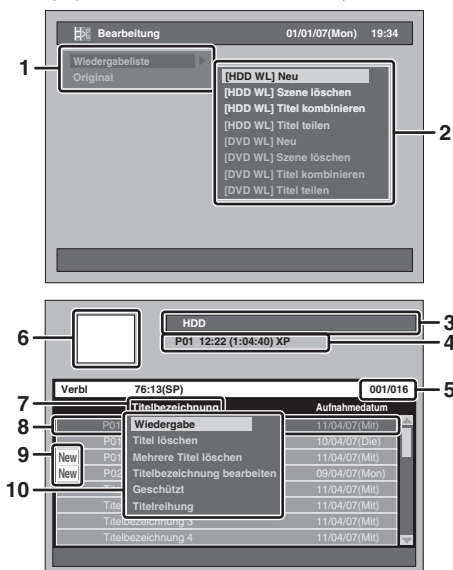 Bearbeitung 01/01/07(Mon) 19:34
1
Wiedergabeliste
Original
[HDD WL] Neu
[HDD WL] Szene löschen
[HDD WL] Titel kombinieren
[HDD WL] Titel teilen
[DVD WL] Neu
[DVD WL] Szene löschen
[DVD WL] Titel kombinieren
[DVD WL] Titel teilen
2
HDD
3
P01 12:22 (1:04:40) XP
4
6
Verbl 76:13(SP) 001/016
5
7
Titelbezeichnung Aufnahmedatum
8
P01 Wiedergabe 11/04/07(Mit)
P01 Titel löschen 10/04/07(Die)
9
New P01 Mehrere Titel löschen 11/04/07(Mit)
New P02 Titelbezeichnung bearbeiten 09/04/07(Mon)
10
Geschützt 11/04/07(Mit)
Tite Titelreihung 11/04/07(Mit)
Titelbezeichnung 3 11/04/07(Mit)
Titelbezeichnung 4 11/04/07(Mit)